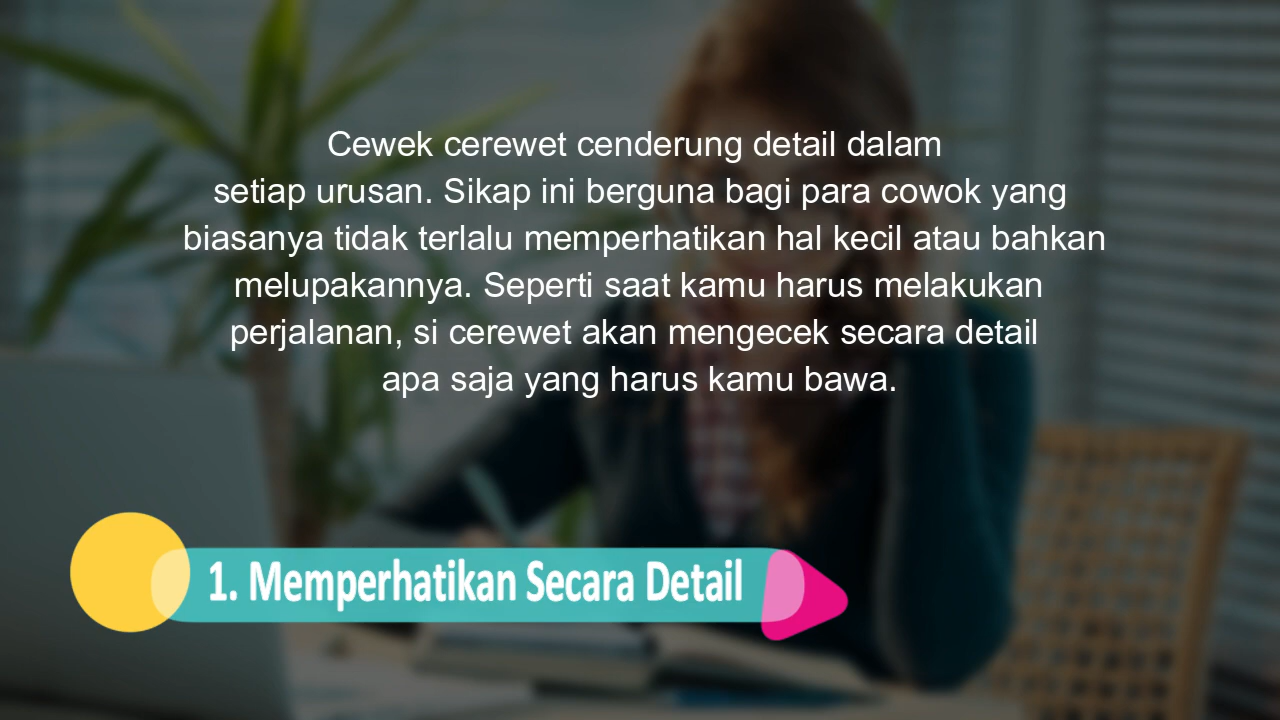 Cewek cerewet cenderung detail dalam
setiap urusan. Sikap ini berguna bagi para cowok yang
biasanya tidak terlalu memperhatikan hal kecil atau bahkan
melupakannya. Seperti saat kamu harus melakukan
perjalanan, si cerewet akan mengecek secara detail
apa saja yang harus kamu bawa.
1. Memperhatikan Secara Detail